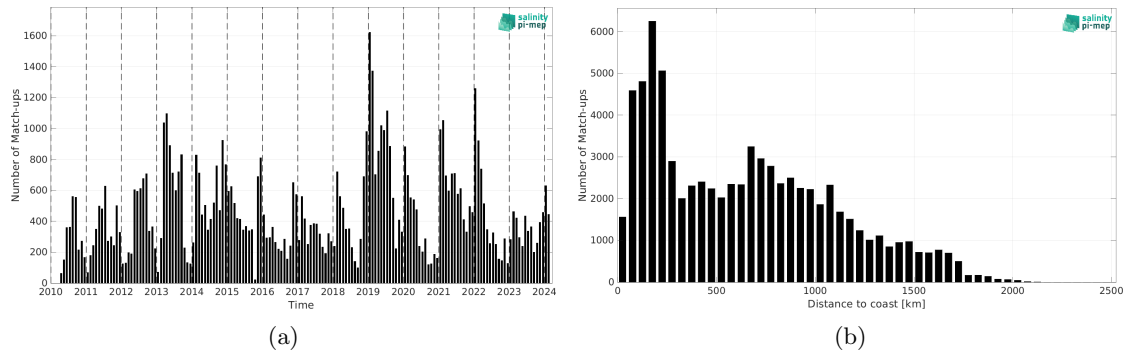 salinity
pi-mep
Number of Match-ups
1600
1400
1200
1000
800
600
400
200
0
2010 2011 2012 2013 2014 2015 2016 2017 2018 2019 2020 2021 2022 2023 2024
Time
(a)
salinity
pi-mep
Number of Match-ups
6000
5000
4000
3000
2000
1000
0
0 500 1000 1500 2000 2500
Distance to coast [km]
(b)